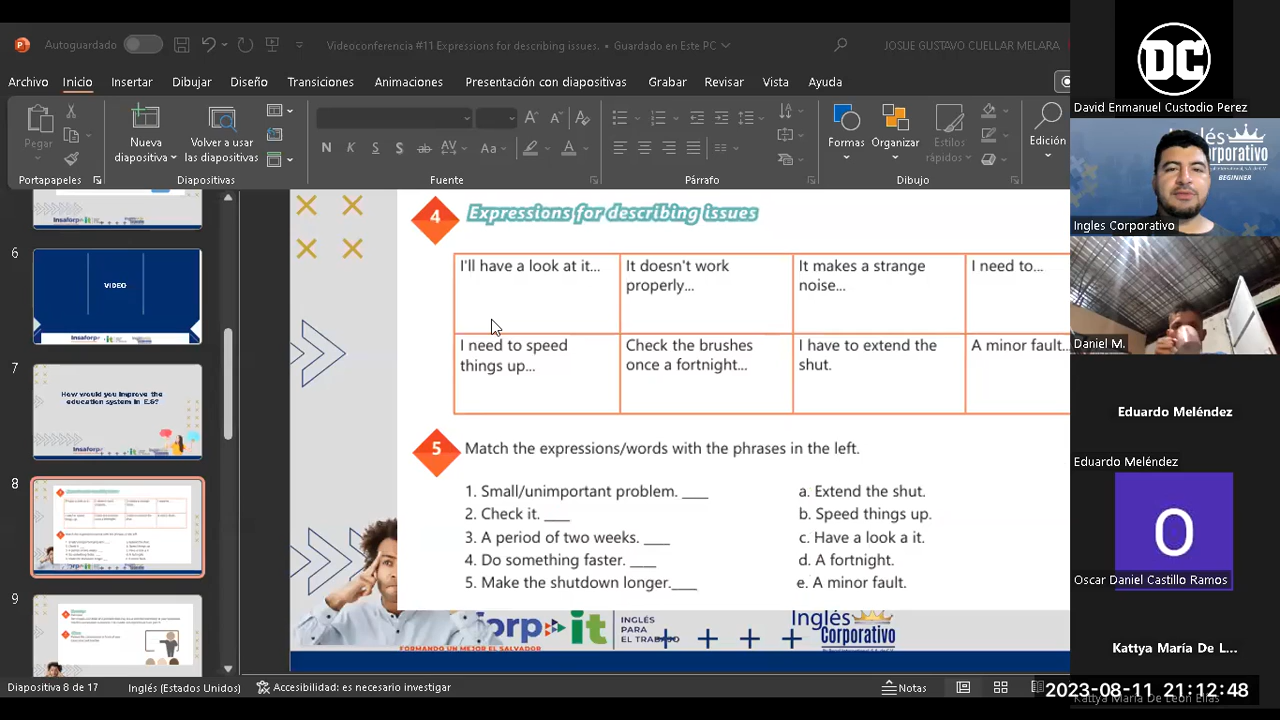 Autoguardado
Videoconferencia #11 Expressions for describing issues. • Guardado en Este PC
JOSUE GUSTAVO CUELLAR MELARA
Archivo Inicio Insertar Dibujar Diseño Transiciones Animaciones Presentación con diapositivas Grabar Revisar Vista Ayuda
Pegar
Nueva diapositiva
Volver a usar las diapositivas
Formas
Organizar
Estilos rápidos
Edición
Portapapeles
Diapositivas
Fuente
Párrafo
Dibujo
6
VIDEO
7
How would you improve the education system in E.S?
8
9
4
Expressions for describing issues
I'll have a look at it...
It doesn't work properly...
It makes a strange noise...
I need to...
I need to speed things up...
Check the brushes once a fortnight...
I have to extend the shut.
A minor fault...
5
Match the expressions/words with the phrases in the left.
1. Small/unimportant problem. ____
a. Extend the shut.
2. Check it. ____
b. Speed things up.
3. A period of two weeks. ____
c. Have a look a it.
4. Do something faster. ____
d. A fortnight.
5. Make the shutdown longer.____
e. A minor fault.
INGLÉS PARA EL TRABAJO
FORMANDO UN MEJOR EL SALVADOR
Inglés Corporativo
Diapositiva 8 de 17
Inglés (Estados Unidos)
Accesibilidad: es necesario investigar
Notas
DC
David Enmanuel Custodio Perez
Inglés Corporativo
BEGINNER
Ingles Corporativo
Daniel M.
Eduardo Meléndez
Eduardo Meléndez
O
Oscar Daniel Castillo Ramos
Kattya María De L...
Kattya María De León Elías
2023-08-11 21:12:48